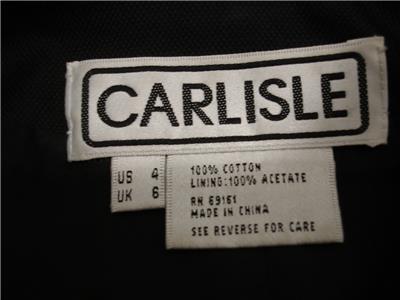 CARLISLE
US 4
UK 6
100% COTTON
LINING:100% ACETATE
RN 69161
MADE IN CHINA
SEE REVERSE FOR CARE